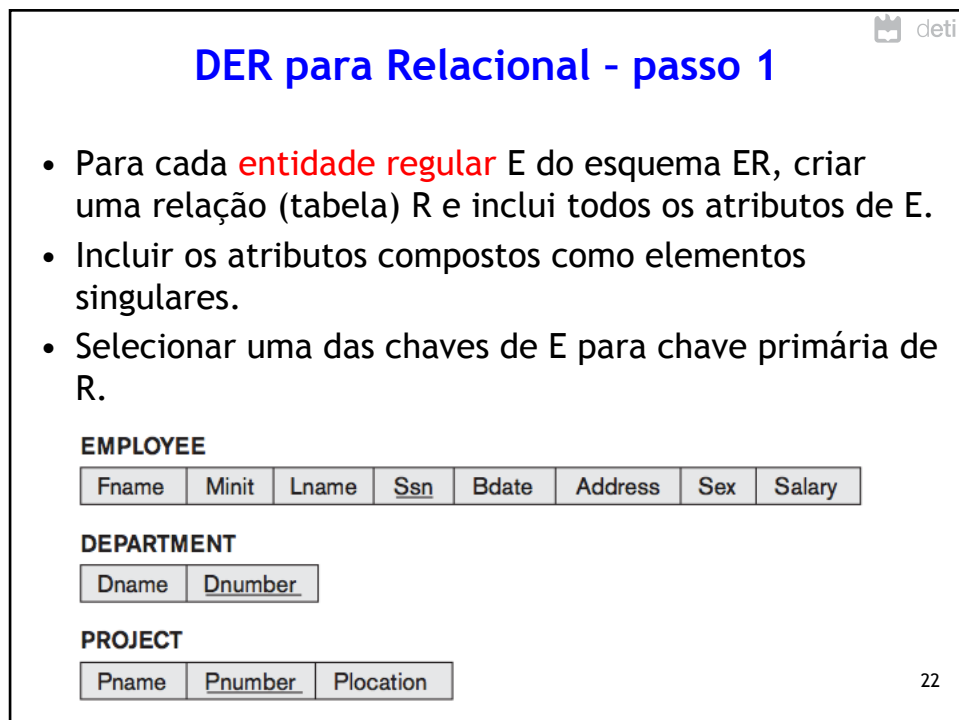 deti
DER para Relacional – passo 1
• Para cada entidade regular E do esquema ER, criar
uma relação (tabela) R e inclui todos os atributos de E.
• Incluir os atributos compostos como elementos
singulares.
• Selecionar uma das chaves de E para chave primária de
R.
EMPLOYEE
Fname Minit Lname Ssn Bdate Address Sex Salary
DEPARTMENT
Dname Dnumber
PROJECT
Pname Pnumber Plocation
22